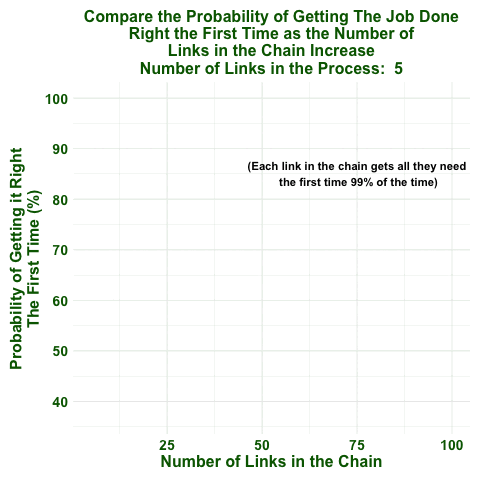 Compare the Probability of Getting The Job Done
Right the First Time as the Number of
Links in the Chain Increase
Number of Links in the Process:  5
100
90
80
70
60
50
40
Probability of Getting it Right
The First Time (%)
(Each link in the chain gets all they need
the first time 99% of the time)
25
50
75
100
Number of Links in the Chain